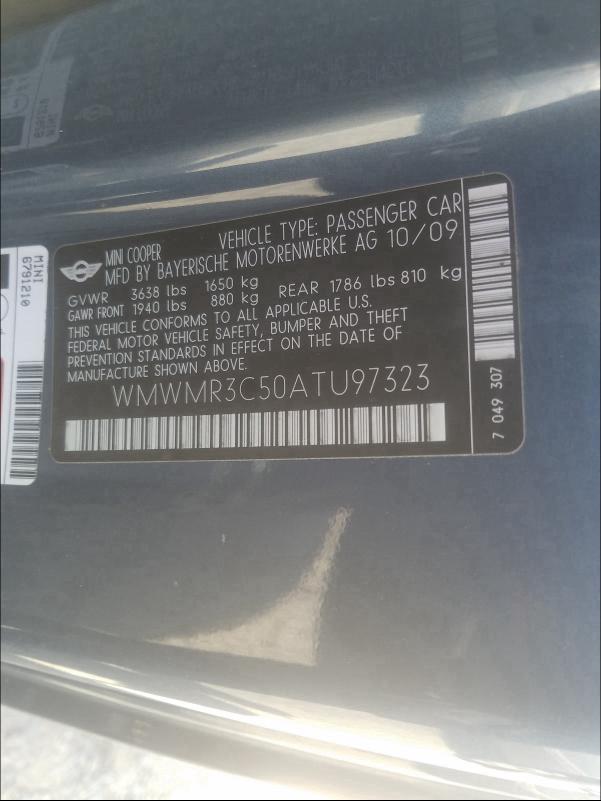 MINI COOPER
VEHICLE TYPE: PASSENGER CAR
MFD BY BAYERISCHE MOTORENWERKE AG 10/09
GVWR 3638 lbs 1650 kg
GAWR FRONT 1940 lbs 880 kg REAR 1786 lbs 810 kg
THIS VEHICLE CONFORMS TO ALL APPLICABLE U.S.
FEDERAL MOTOR VEHICLE SAFETY, BUMPER AND THEFT
PREVENTION STANDARDS IN EFFECT ON THE DATE OF
MANUFACTURE SHOWN ABOVE.
WMWMR3C50ATU97323
7 049 307
MINI
6791210